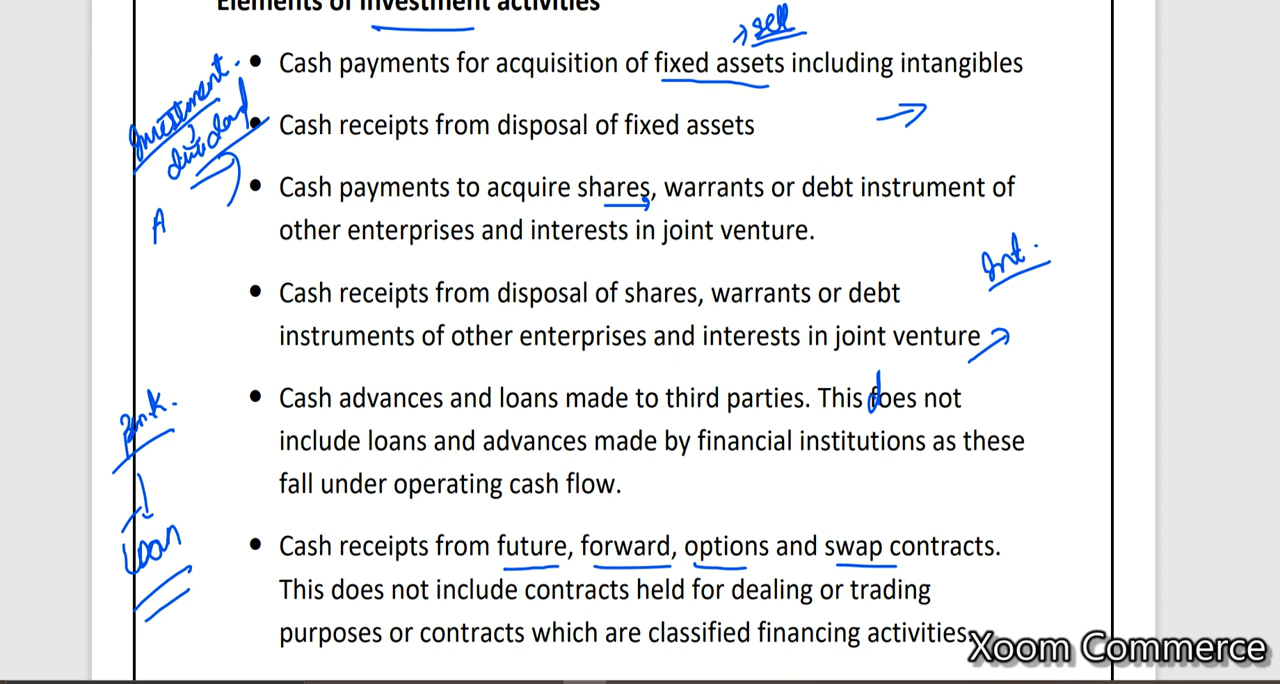 Elements of investment activities
sell
• Cash payments for acquisition of fixed assets including intangibles
Investment.
• Cash receipts from disposal of fixed assets
• Cash payments to acquire shares, warrants or debt instrument of
A
other enterprises and interests in joint venture.
Int.
• Cash receipts from disposal of shares, warrants or debt
instruments of other enterprises and interests in joint venture
• Cash advances and loans made to third parties. This does not
include loans and advances made by financial institutions as these
fall under operating cash flow.
Loan
• Cash receipts from future, forward, options and swap contracts.
This does not include contracts held for dealing or trading
purposes or contracts which are classified financing activities.
Xoom Commerce